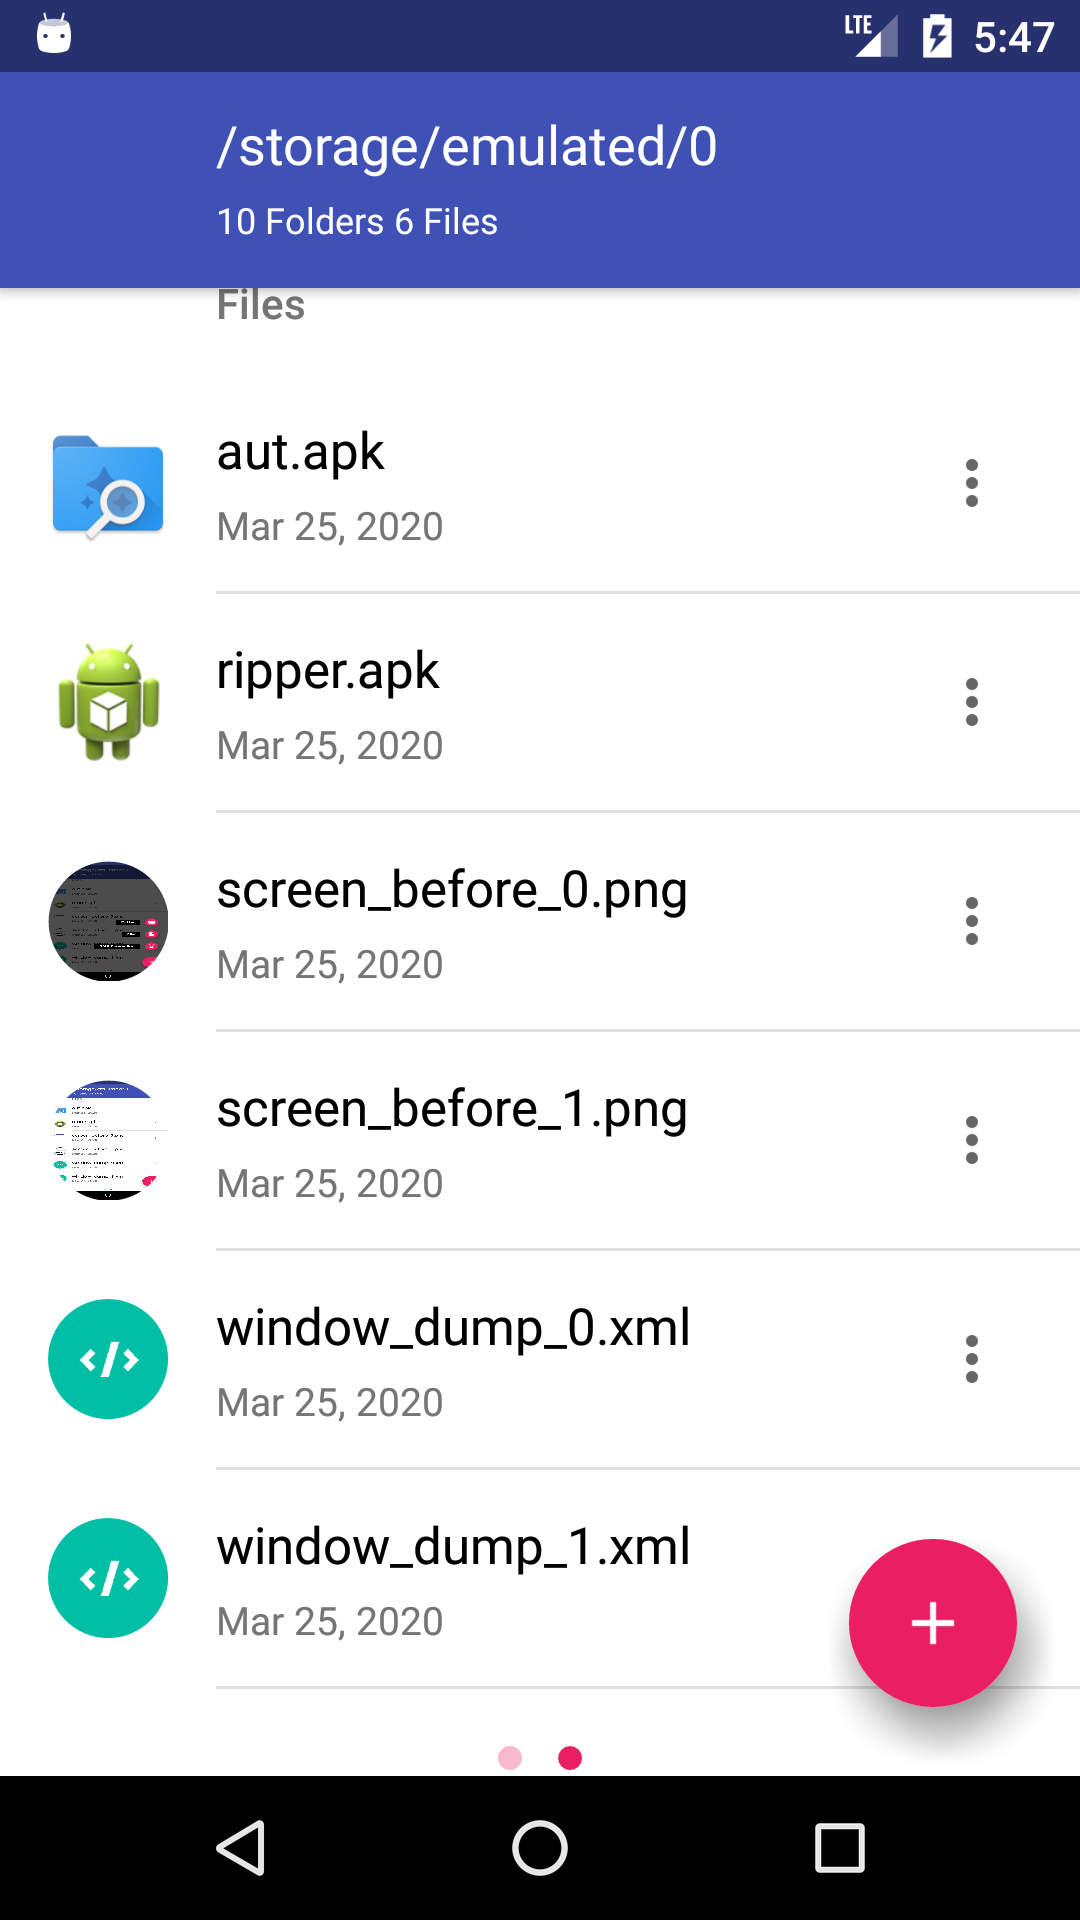 LTE 5:47
/storage/emulated/0
10 Folders 6 Files
Files
aut.apk
Mar 25, 2020
ripper.apk
Mar 25, 2020
screen_before_0.png
Mar 25, 2020
screen_before_1.png
Mar 25, 2020
window_dump_0.xml
Mar 25, 2020
window_dump_1.xml
Mar 25, 2020